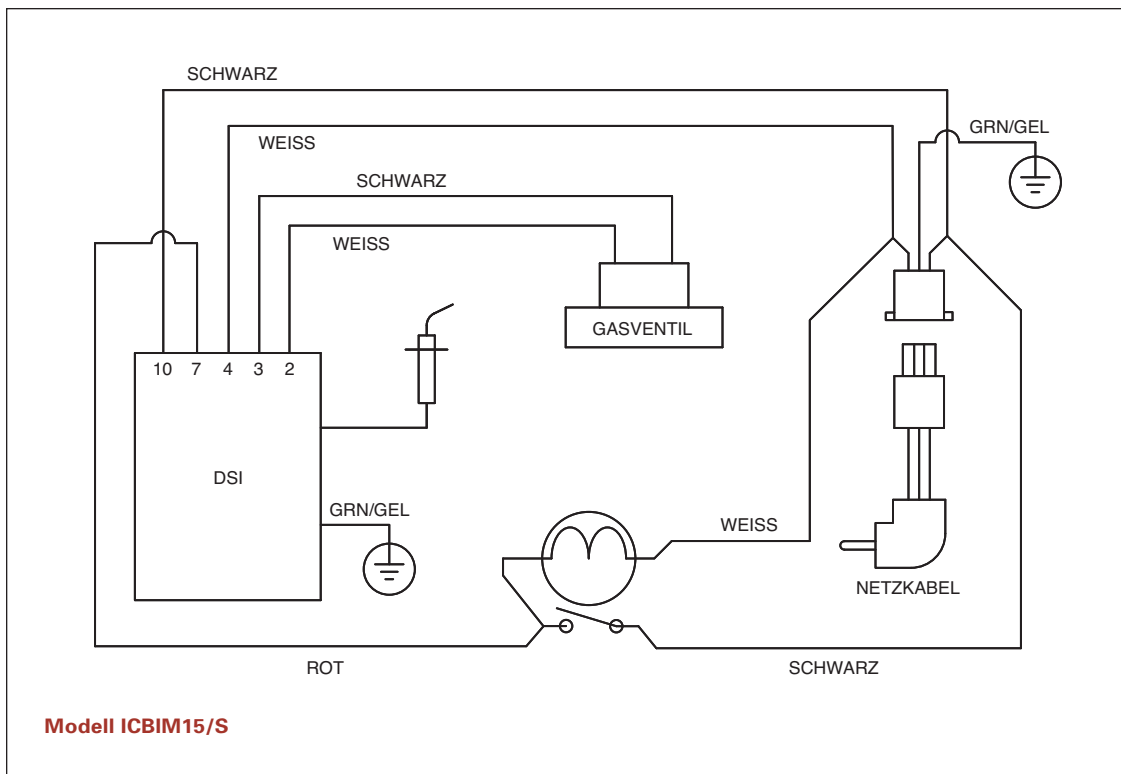 SCHWARZ
WEISS
GRN/GEL
SCHWARZ
WEISS
GASVENTIL
10 7 4 3 2
DSI
GRN/GEL
WEISS
NETZKABEL
ROT
SCHWARZ
Modell ICBIM15/S